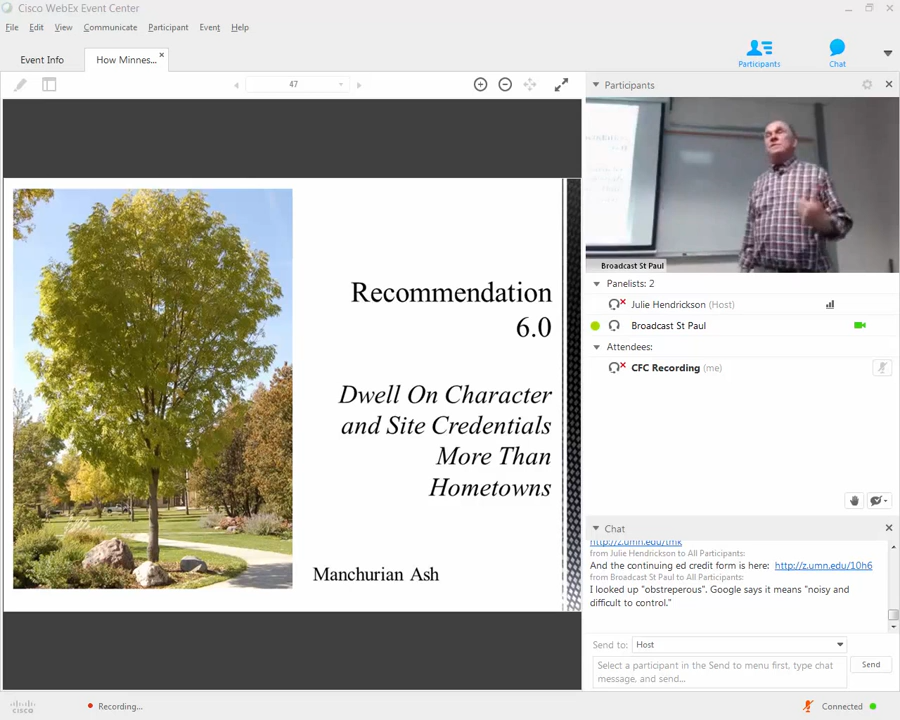 Cisco WebEx Event Center
File Edit View Communicate Participant Event Help
Event Info
How Minnes...
Participants
Chat
47
Participants
Recommendation
6.0
Dwell On Character
and Site Credentials
More Than
Hometowns
Manchurian Ash
Broadcast St Paul
Panelists: 2
Julie Hendrickson (Host)
Broadcast St Paul
Attendees:
CFC Recording (me)
Chat
http://z.umn.edu/tmk
from Julie Hendrickson to All Participants:
And the continuing ed credit form is here: http://z.umn.edu/10h6
from Broadcast St Paul to All Participants:
I looked up "obstreperous". Google says it means "noisy and
difficult to control."
Send to: Host
Select a participant in the Send to menu first, type chat
message, and send...
Send
cisco
Recording...
Connected